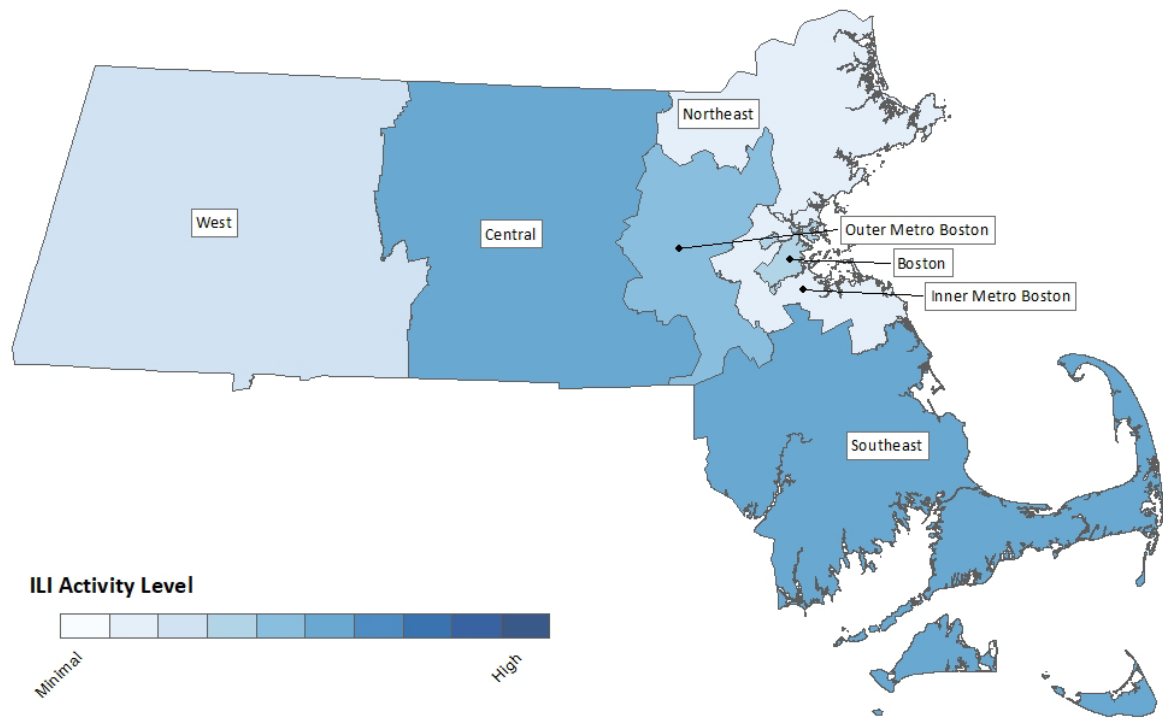 Northeast
West
Central
Outer Metro Boston
Boston
Inner Metro Boston
Southeast
ILI Activity Level
Minimal
High